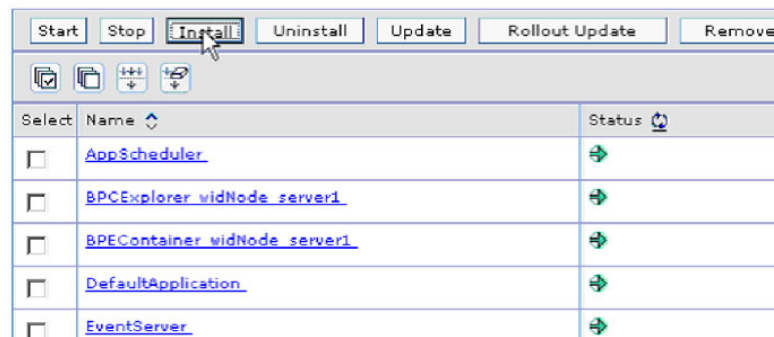 Start Stop Install Uninstall Update Rollout Update Remove
Select Name Status
AppScheduler
BPCExplorer_widNode_server1
BPEContainer_widNode_server1
DefaultApplication
EventServer